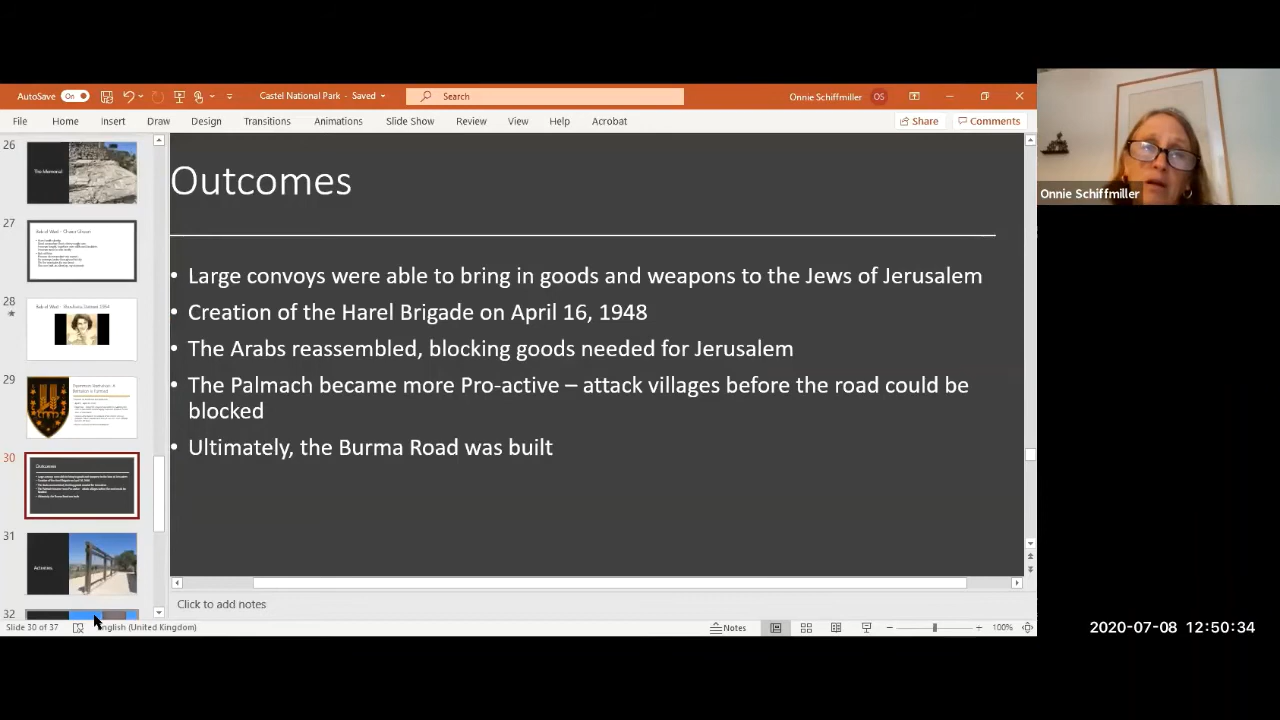 AutoSave On Castel National Park - Saved Search Onnie Schiffmiller OS
File Home Insert Draw Design Transitions Animations Slide Show Review View Help Acrobat Share Comments
26
The Memorial
27
28
29
30
Outcomes
31
Activities
32
Outcomes
• Large convoys were able to bring in goods and weapons to the Jews of Jerusalem
• Creation of the Harel Brigade on April 16, 1948
• The Arabs reassembled, blocking goods needed for Jerusalem
• The Palmach became more Pro-active – attack villages before the road could be
blocked
• Ultimately, the Burma Road was built
Click to add notes
Slide 30 of 37 English (United Kingdom) Notes 100%
Onnie Schiffmiller
2020-07-08 12:50:34